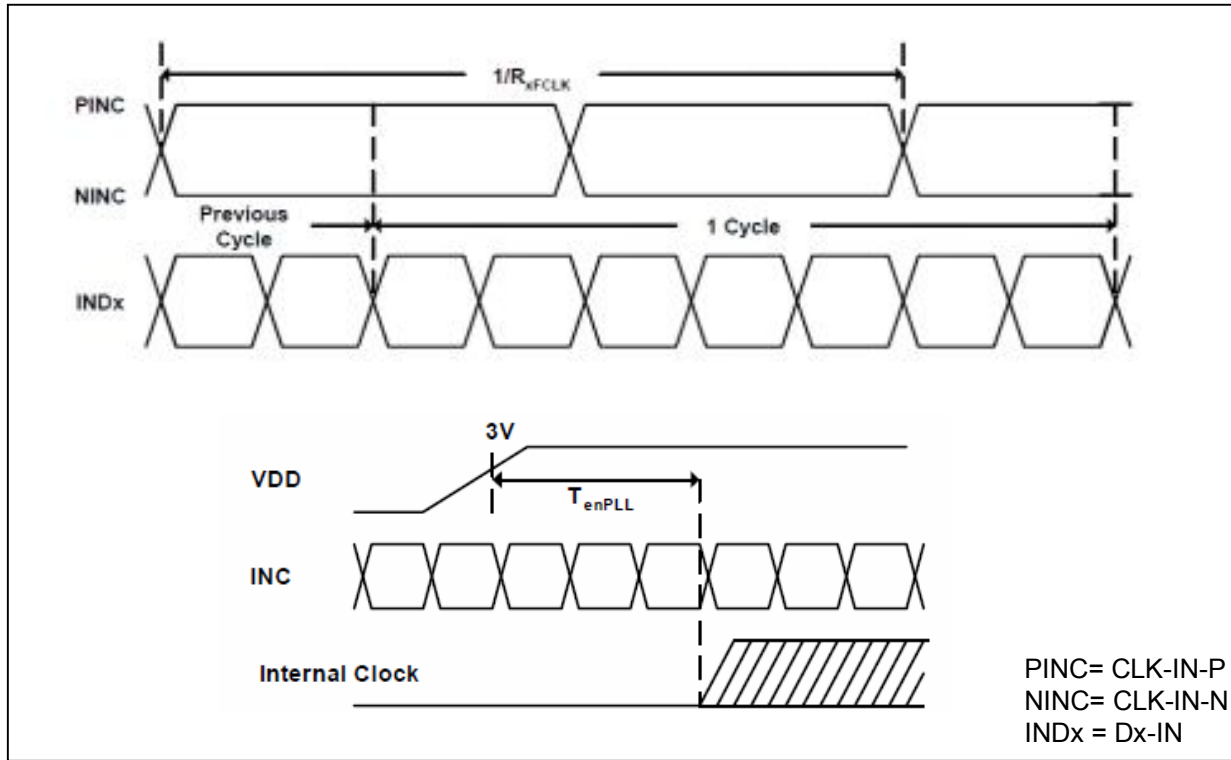 1/RxFCLK
PINC
NINC
Previous
Cycle
1 Cycle
INDx
3V
VDD
TenPLL
INC
Internal Clock
PINC= CLK-IN-P
NINC= CLK-IN-N
INDx = Dx-IN